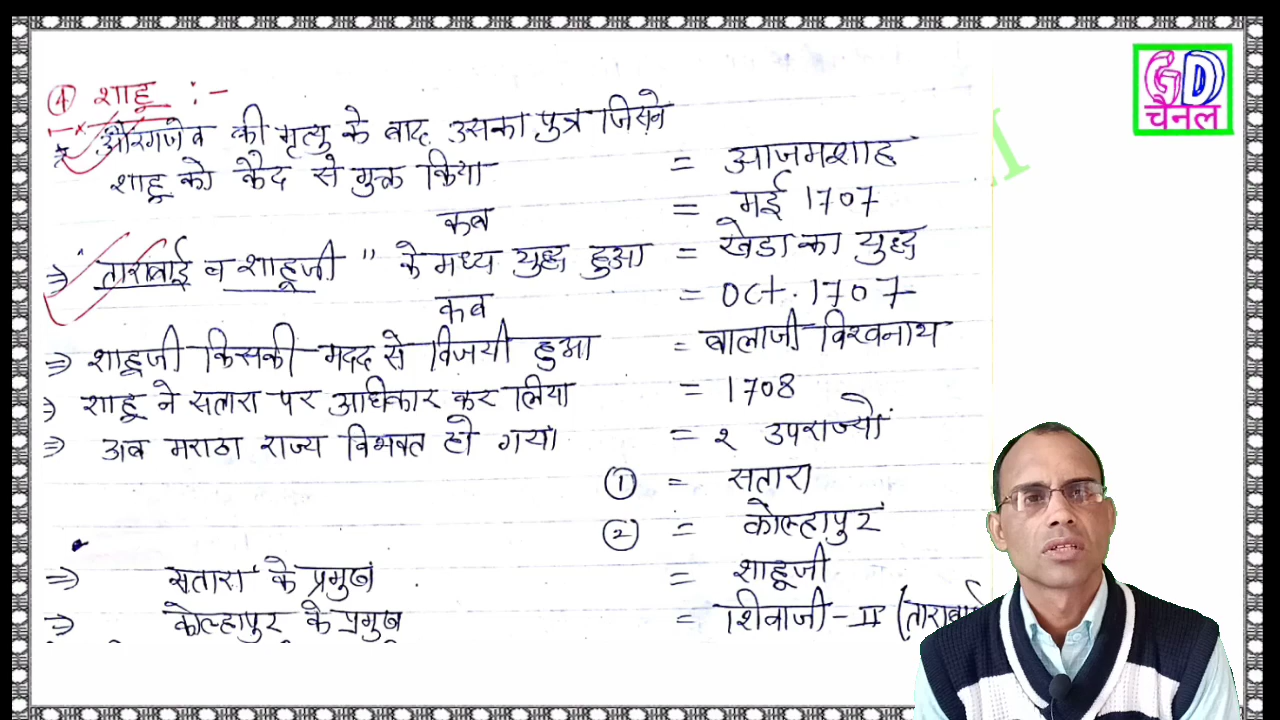 ④ शाहू :-
औरंगजेब की मृत्यु के बाद उसका पुत्र जिसने
शाहू को कैद से मुक्त किया = आजमशाह
कब = मई 1707
⇒ "ताराबाई व शाहूजी" के मध्य युद्ध हुआ = खेडा का युद्ध
कब = Oct. 1707
⇒ शाहूजी किसकी मदद से विजयी हुआ = बालाजी विश्वनाथ
⇒ शाहू ने सतारा पर अधिकार कर लिया = 1708
⇒ अब मराठा राज्य विभक्त हो गया = २ उपराज्यों
① = सतारा
② = कोल्हापुर
⇒ सतारा के प्रमुख = शाहूजी
⇒ कोल्हापुर के प्रमुख = शिवाजी-II (ताराबाई
GD
चैनल